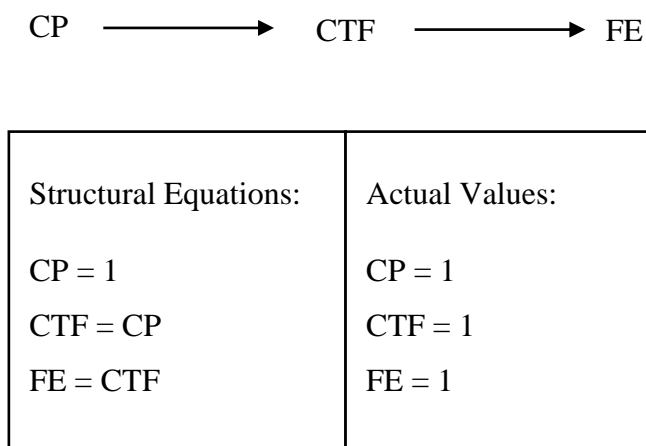 CP CTF FE
Structural Equations: Actual Values:
CP = 1 CP = 1
CTF = CP CTF = 1
FE = CTF FE = 1